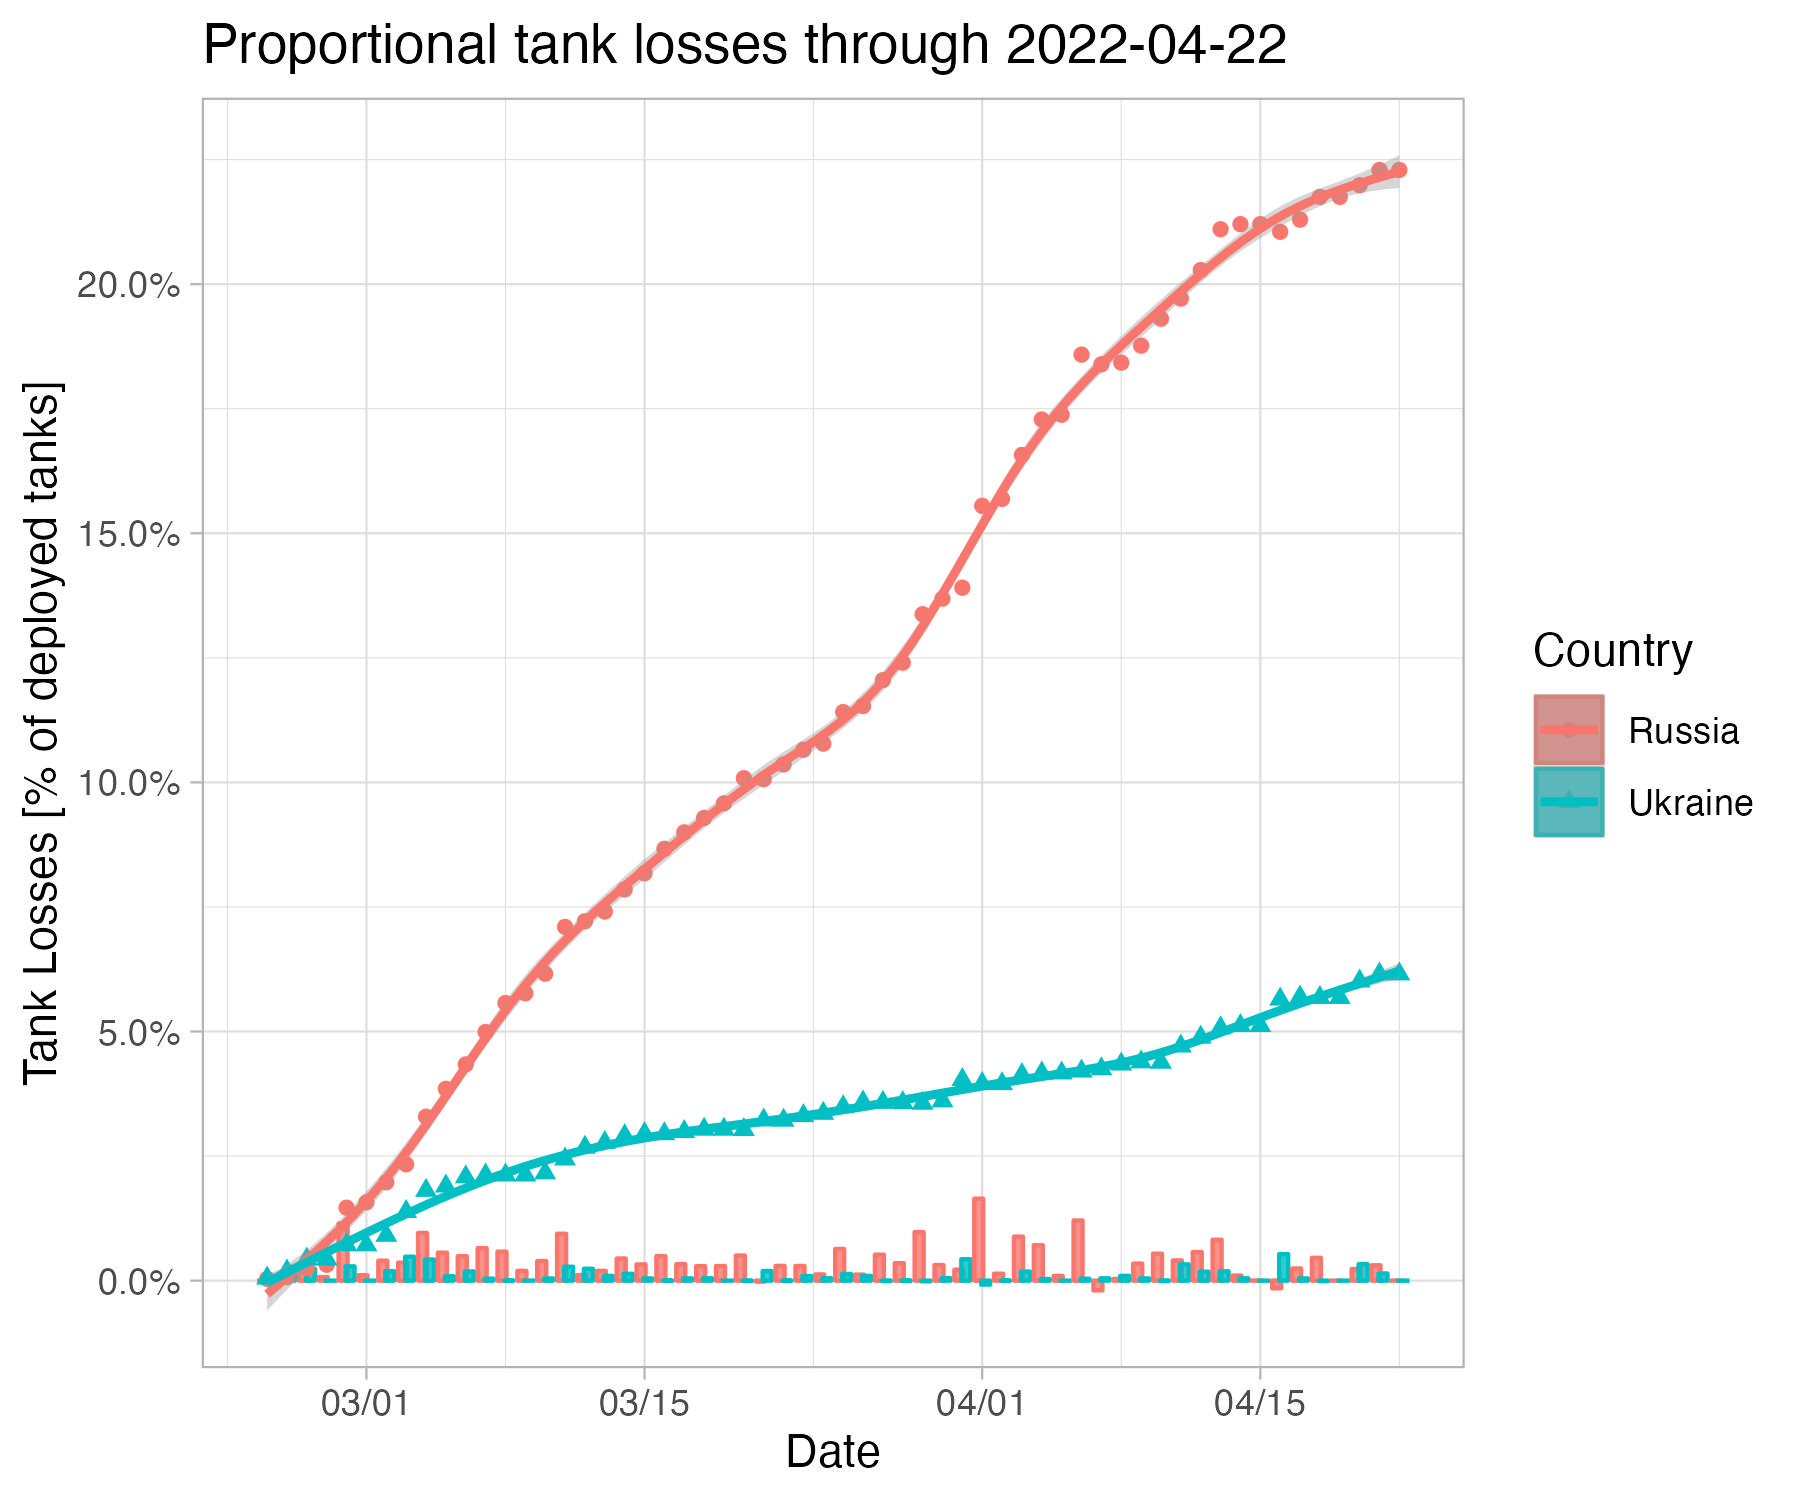 Proportional tank losses through 2022-04-22
Tank Losses [% of deployed tanks]
20.0%
15.0%
10.0%
5.0%
0.0%
03/01
03/15
04/01
04/15
Date
Country
Russia
Ukraine